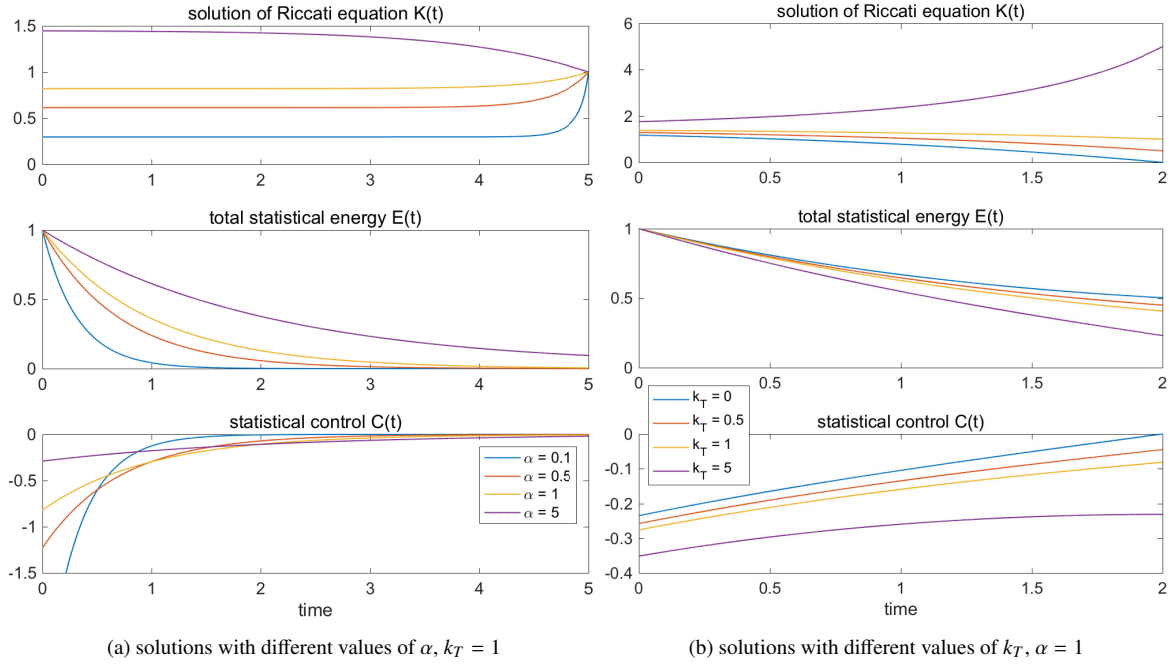 solution of Riccati equation K(t)
1.5
1
0.5
0
0 1 2 3 4 5
total statistical energy E(t)
1
0.5
0
0 1 2 3 4 5
statistical control C(t)
0
-0.5
-1
-1.5
α = 0.1
α = 0.5
α = 1
α = 5
0 1 2 3 4 5
time
(a) solutions with different values of α, k_T = 1
solution of Riccati equation K(t)
6
4
2
0
0 0.5 1 1.5 2
total statistical energy E(t)
1
0.5
0
0 0.5 1 1.5 2
k_T = 0
k_T = 0.5
k_T = 1
k_T = 5
statistical control C(t)
0
-0.1
-0.2
-0.3
-0.4
0 0.5 1 1.5 2
time
(b) solutions with different values of k_T, α = 1